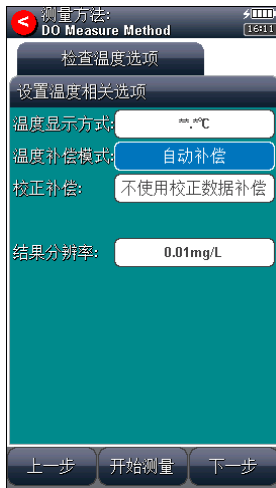 测量方法:
DO Measure Method
16:11
检查温度选项
设置温度相关选项
温度显示方式: **.*℃
温度补偿模式: 自动补偿
校正补偿: 不使用校正数据补偿
结果分辨率: 0.01mg/L
上一步 开始测量 下一步